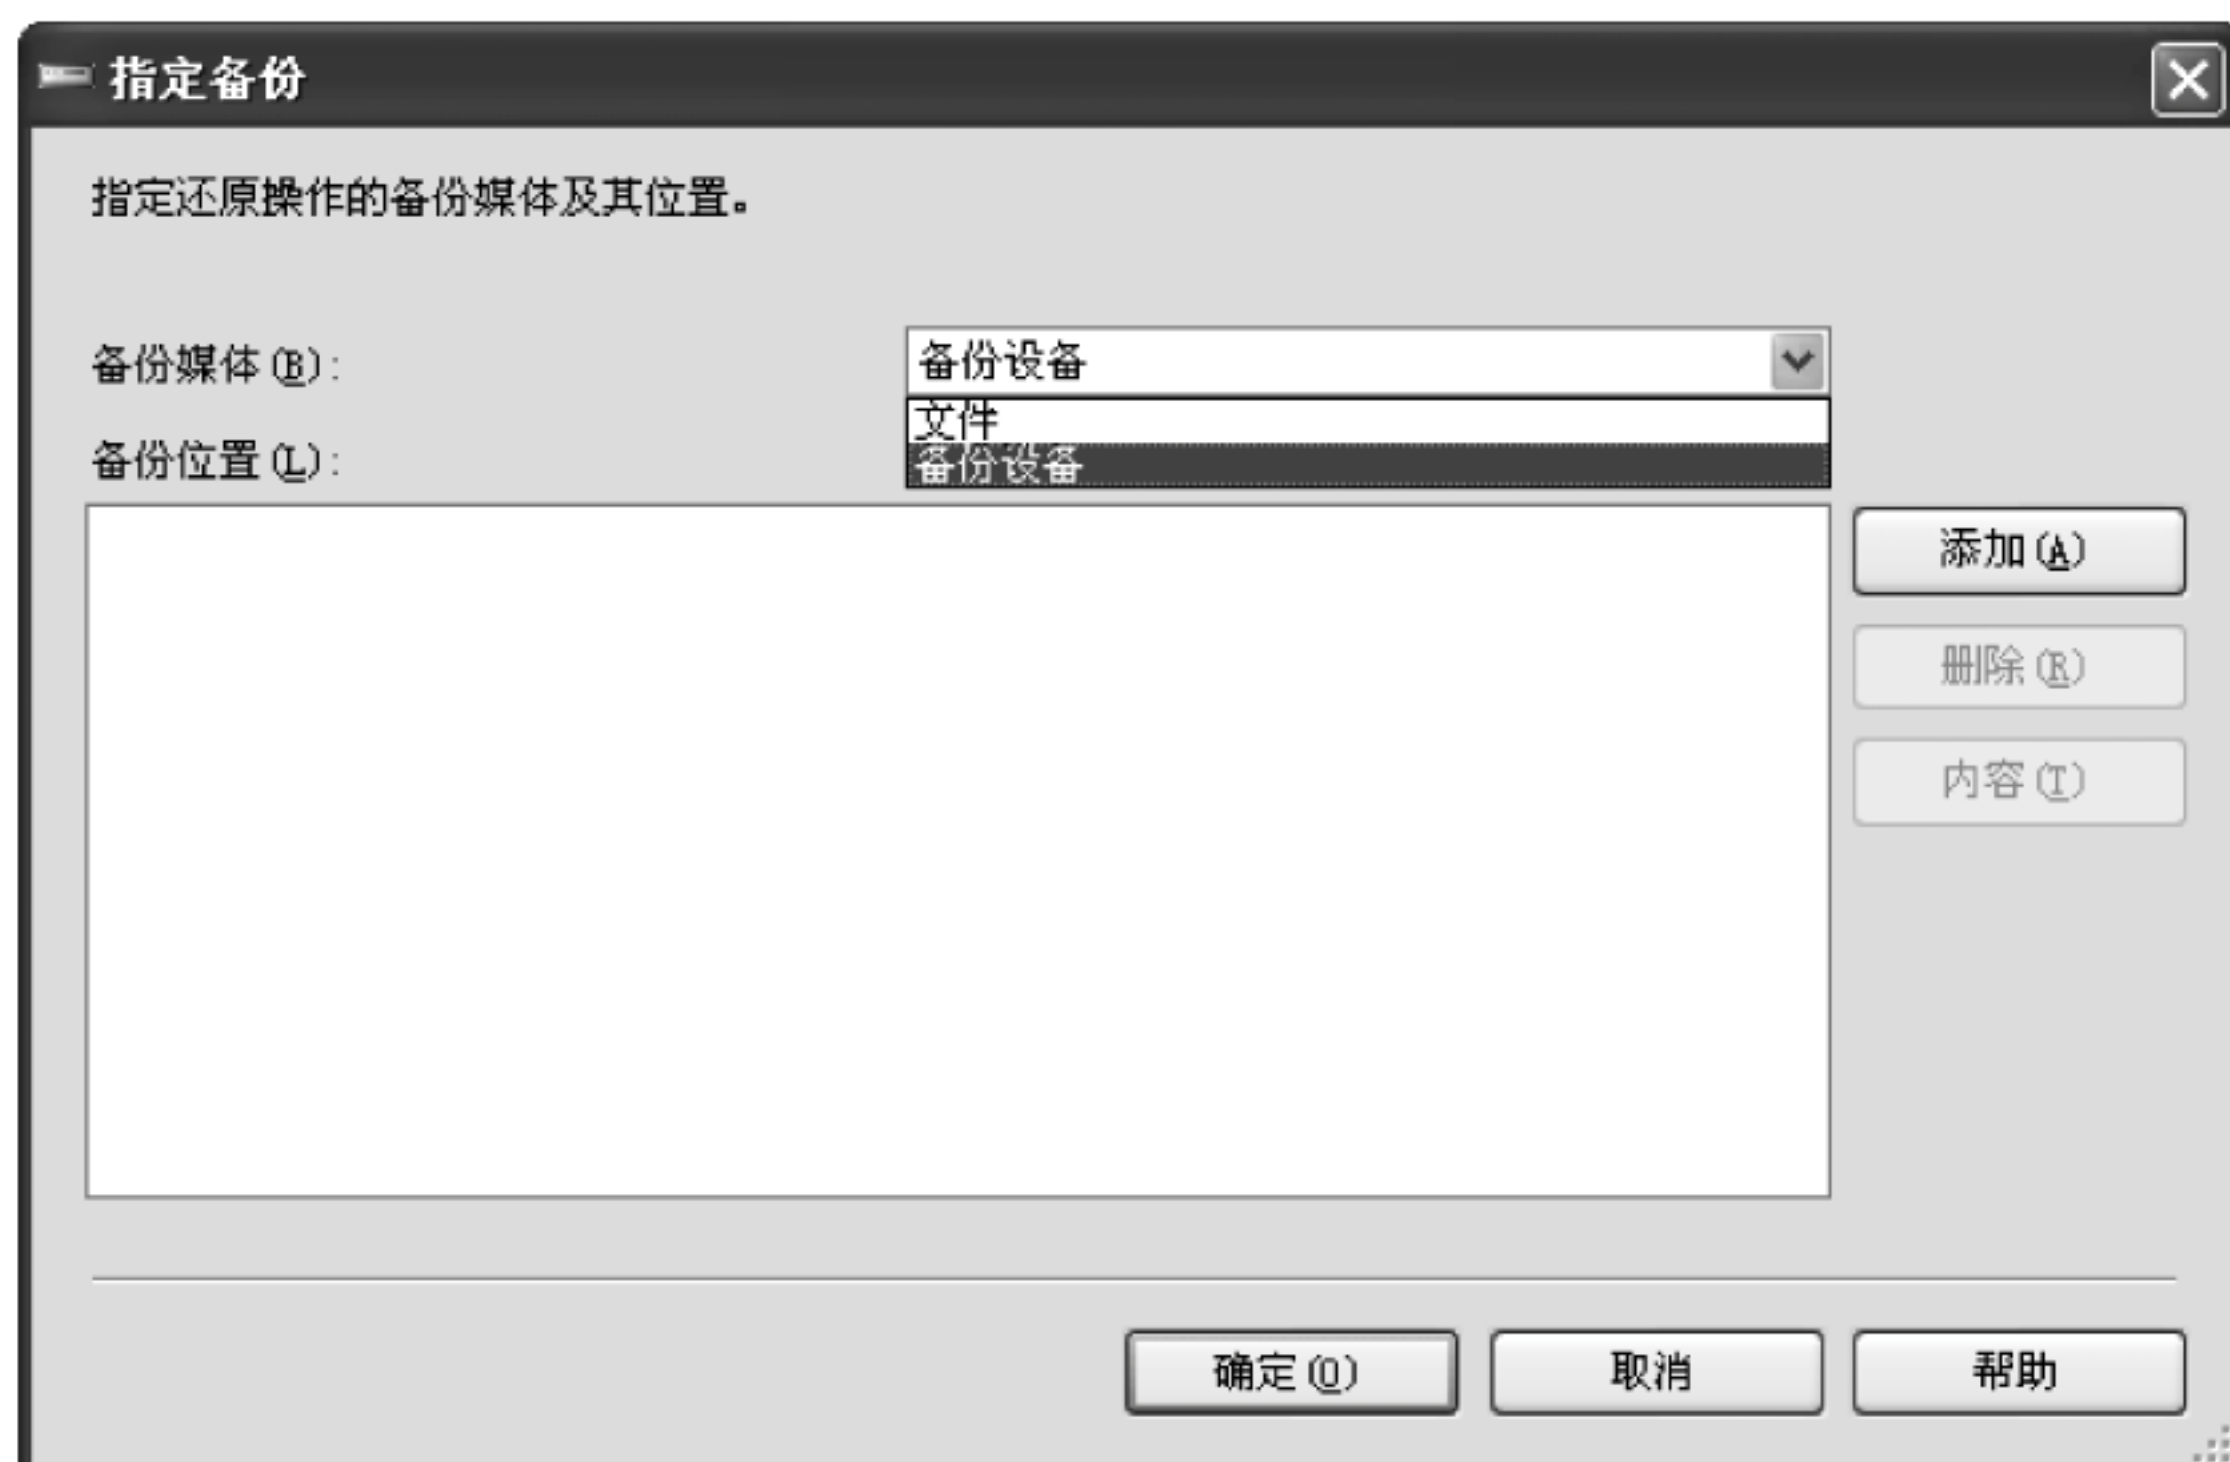 指定备份
指定还原操作的备份媒体及其位置。
备份媒体(B):
备份设备
文件
备份设备
备份位置(L):
添加(A)
删除(R)
内容(T)
确定(O)
取消
帮助